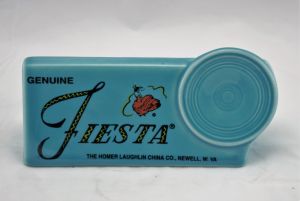 GENUINE
FIESTA®
THE HOMER LAUGHLIN CHINA CO., NEWELL, W. VA